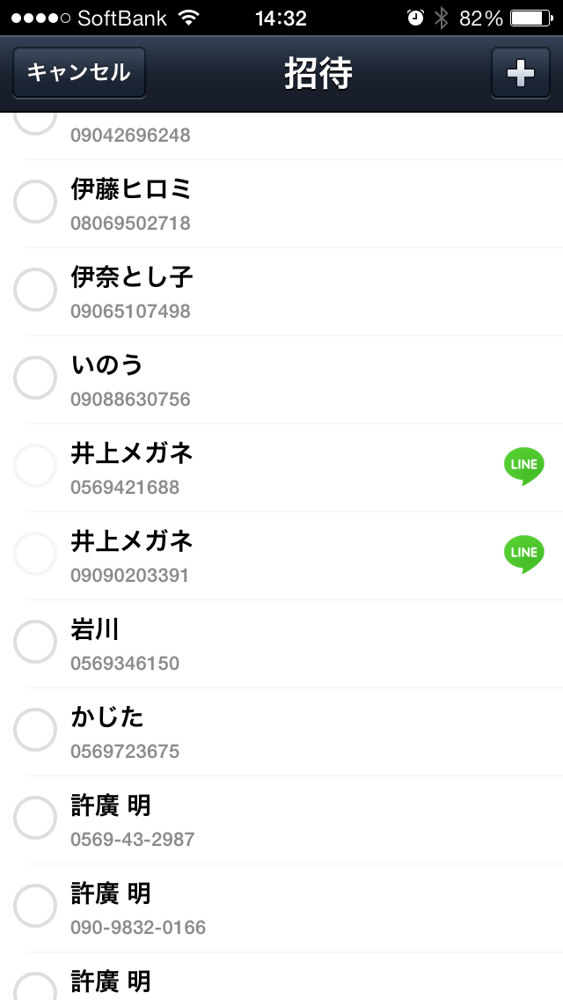 SoftBank 14:32 82%
キャンセル 招待
09042696248
伊藤ヒロミ
08069502718
伊奈とし子
09065107498
いのう
09088630756
井上メガネ
0569421688
LINE
井上メガネ
09090203391
LINE
岩川
0569346150
かじた
0569723675
許廣 明
0569-43-2987
許廣 明
090-9832-0166
許廣 明